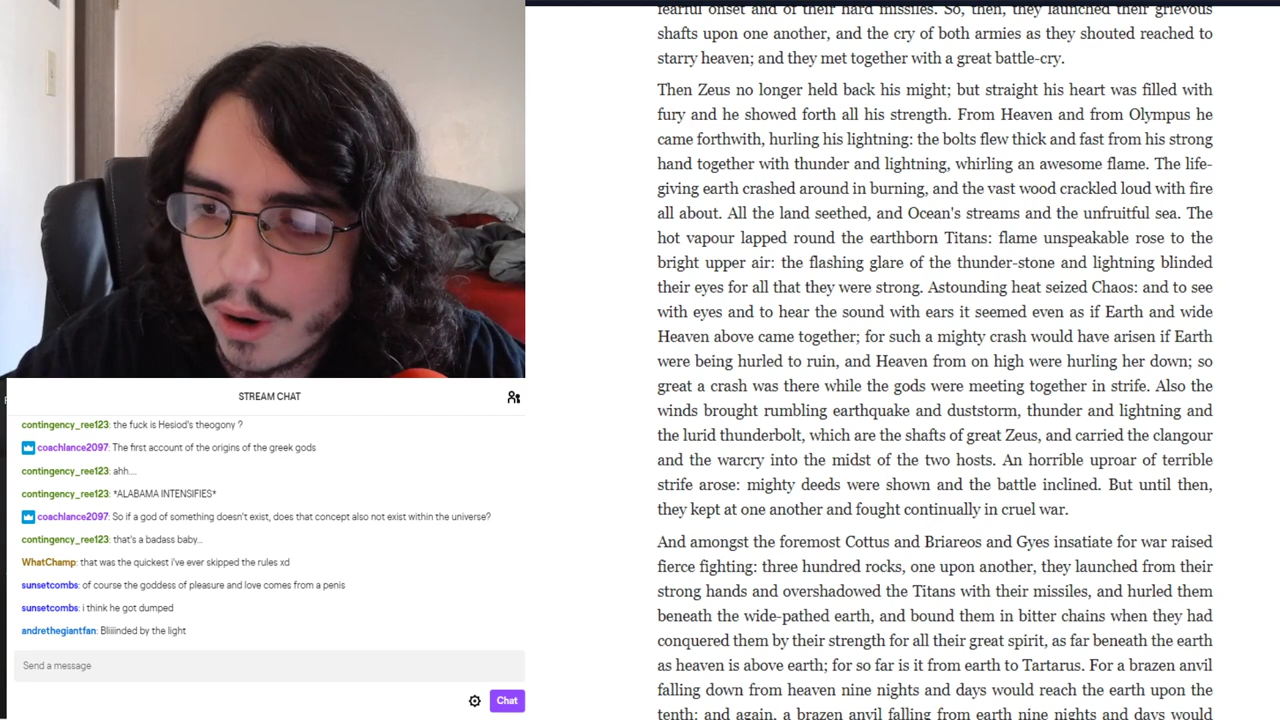 STREAM CHAT
contingency_ree123: the fuck is Hesiod's theogony ?
coachlance2097: The first account of the origins of the greek gods
contingency_ree123: ahh....
contingency_ree123: *ALABAMA INTENSIFIES*
coachlance2097: So if a god of something doesn't exist, does that concept also not exist within the universe?
contingency_ree123: that's a badass baby...
WhatChamp: that was the quickest i've ever skipped the rules xd
sunsetcombs: of course the goddess of pleasure and love comes from a penis
sunsetcombs: i think he got dumped
andrethegiantfan: Bliiiinded by the light
Send a message
Chat
fearful onset and of their hard missiles. So, then, they launched their grievous
shafts upon one another, and the cry of both armies as they shouted reached to
starry heaven; and they met together with a great battle-cry.
Then Zeus no longer held back his might; but straight his heart was filled with
fury and he showed forth all his strength. From Heaven and from Olympus he
came forthwith, hurling his lightning: the bolts flew thick and fast from his strong
hand together with thunder and lightning, whirling an awesome flame. The life-
giving earth crashed around in burning, and the vast wood crackled loud with fire
all about. All the land seethed, and Ocean's streams and the unfruitful sea. The
hot vapour lapped round the earthborn Titans: flame unspeakable rose to the
bright upper air: the flashing glare of the thunder-stone and lightning blinded
their eyes for all that they were strong. Astounding heat seized Chaos: and to see
with eyes and to hear the sound with ears it seemed even as if Earth and wide
Heaven above came together; for such a mighty crash would have arisen if Earth
were being hurled to ruin, and Heaven from on high were hurling her down; so
great a crash was there while the gods were meeting together in strife. Also the
winds brought rumbling earthquake and duststorm, thunder and lightning and
the lurid thunderbolt, which are the shafts of great Zeus, and carried the clangour
and the warcry into the midst of the two hosts. An horrible uproar of terrible
strife arose: mighty deeds were shown and the battle inclined. But until then,
they kept at one another and fought continually in cruel war.
And amongst the foremost Cottus and Briareos and Gyes insatiate for war raised
fierce fighting: three hundred rocks, one upon another, they launched from their
strong hands and overshadowed the Titans with their missiles, and hurled them
beneath the wide-pathed earth, and bound them in bitter chains when they had
conquered them by their strength for all their great spirit, as far beneath the earth
as heaven is above earth; for so far is it from earth to Tartarus. For a brazen anvil
falling down from heaven nine nights and days would reach the earth upon the
tenth: and again, a brazen anvil falling from earth nine nights and days would